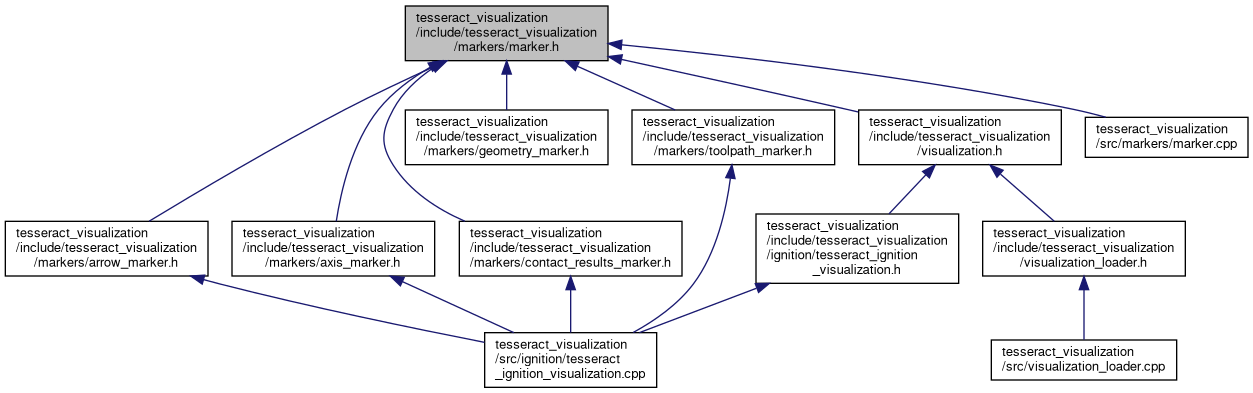 tesseract_visualization
/include/tesseract_visualization
/markers/marker.h
tesseract_visualization
/include/tesseract_visualization
/markers/geometry_marker.h
tesseract_visualization
/include/tesseract_visualization
/markers/toolpath_marker.h
tesseract_visualization
/include/tesseract_visualization
/visualization.h
tesseract_visualization
/src/markers/marker.cpp
tesseract_visualization
/include/tesseract_visualization
/markers/arrow_marker.h
tesseract_visualization
/include/tesseract_visualization
/markers/axis_marker.h
tesseract_visualization
/include/tesseract_visualization
/markers/contact_results_marker.h
tesseract_visualization
/include/tesseract_visualization
/ignition/tesseract_ignition
_visualization.h
tesseract_visualization
/include/tesseract_visualization
/visualization_loader.h
tesseract_visualization
/src/ignition/tesseract
_ignition_visualization.cpp
tesseract_visualization
/src/visualization_loader.cpp